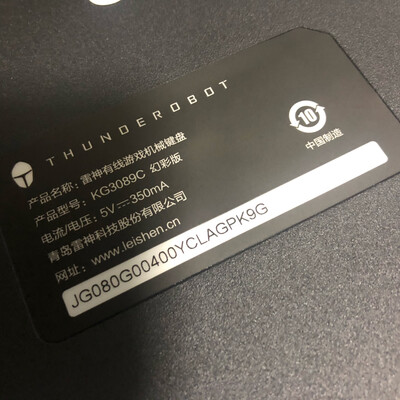 THUNDEROBOT
产品名称: 雷神有线游戏机械键盘
产品型号: KG3089C 幻彩版
电流/电压: 5V⎓350mA
青岛雷神科技股份有限公司
网址: www.leishen.cn
JG080G00400YCLAGPK9G
10
中国制造